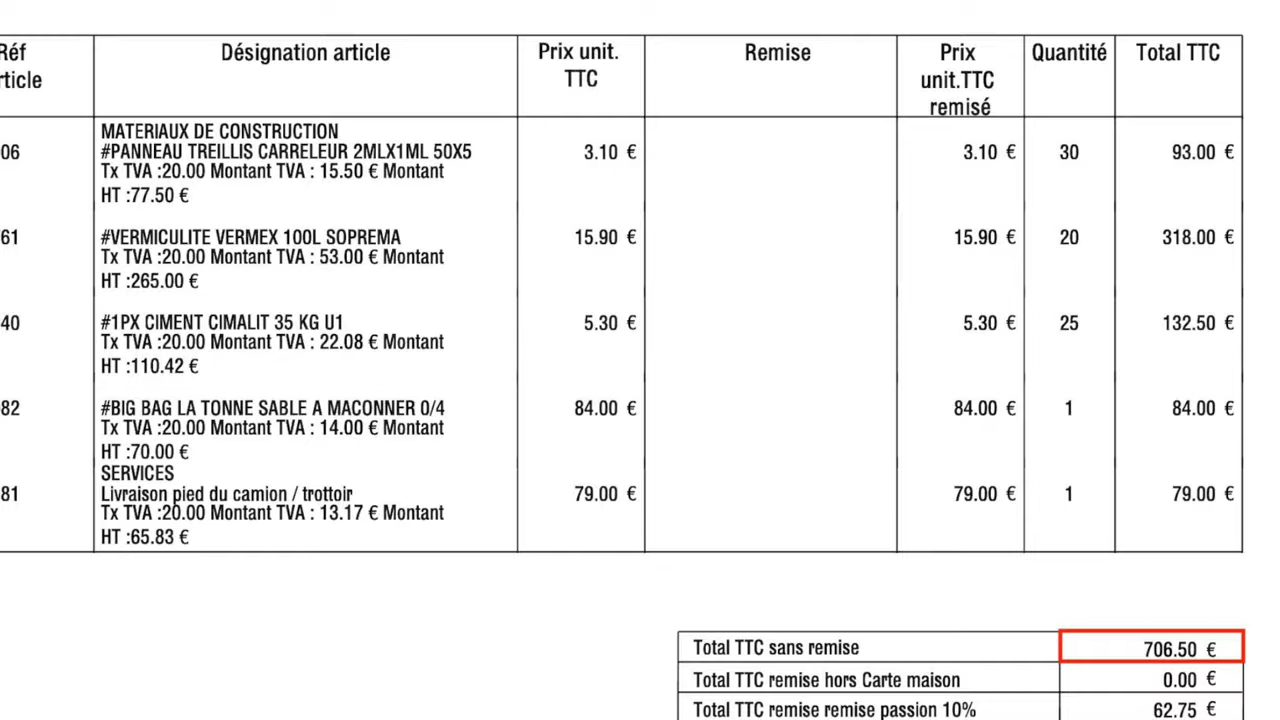 Réf
Désignation article
Prix unit.
TTC
Remise
Prix
unit.TTC
remisé
Quantité
Total TTC
rticle
MATERIAUX DE CONSTRUCTION
06 #PANNEAU TREILLIS CARRELEUR 2MLX1ML 50X5 3.10 € 3.10 € 30 93.00 €
Tx TVA :20.00 Montant TVA : 15.50 € Montant
HT :77.50 €
61 #VERMICULITE VERMEX 100L SOPREMA 15.90 € 15.90 € 20 318.00 €
Tx TVA :20.00 Montant TVA : 53.00 € Montant
HT :265.00 €
40 #1PX CIMENT CIMALIT 35 KG U1 5.30 € 5.30 € 25 132.50 €
Tx TVA :20.00 Montant TVA : 22.08 € Montant
HT :110.42 €
82 #BIG BAG LA TONNE SABLE A MACONNER 0/4 84.00 € 84.00 € 1 84.00 €
Tx TVA :20.00 Montant TVA : 14.00 € Montant
HT :70.00 €
SERVICES
81 Livraison pied du camion / trottoir 79.00 € 79.00 € 1 79.00 €
Tx TVA :20.00 Montant TVA : 13.17 € Montant
HT :65.83 €
Total TTC sans remise 706.50 €
Total TTC remise hors Carte maison 0.00 €
Total TTC remise remise passion 10% 62.75 €